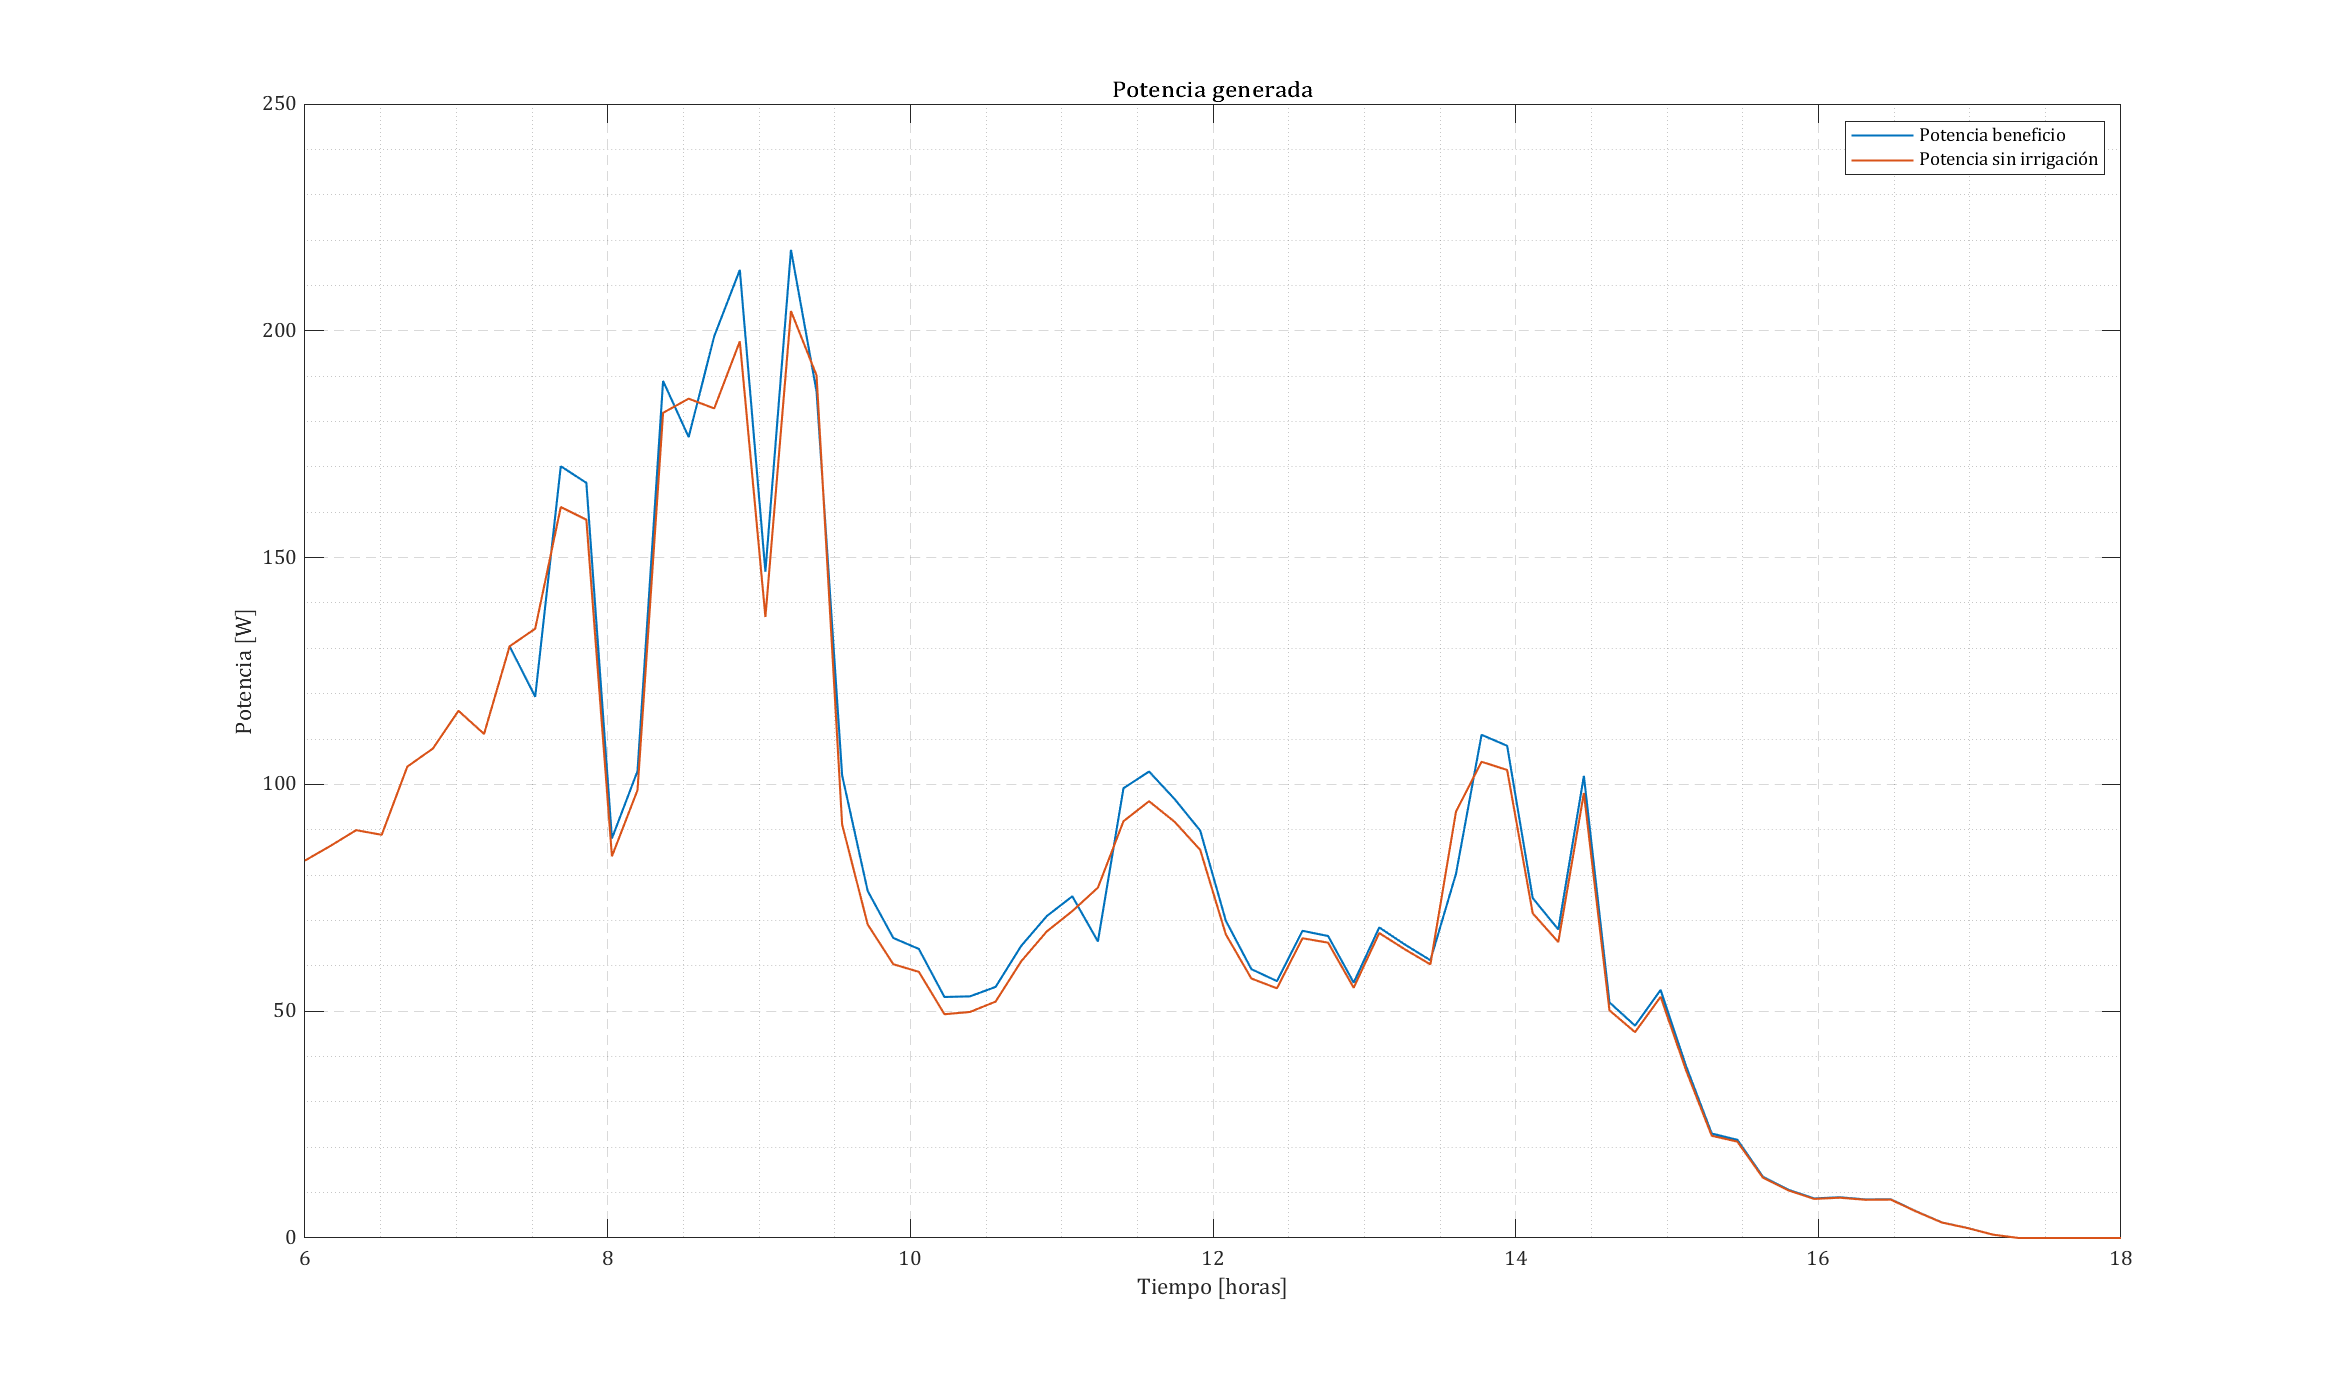 Potencia generada
250
200
150
100
50
0
Potencia [W]
Potencia beneficio
Potencia sin irrigación
6 8 10 12 14 16 18
Tiempo [horas]